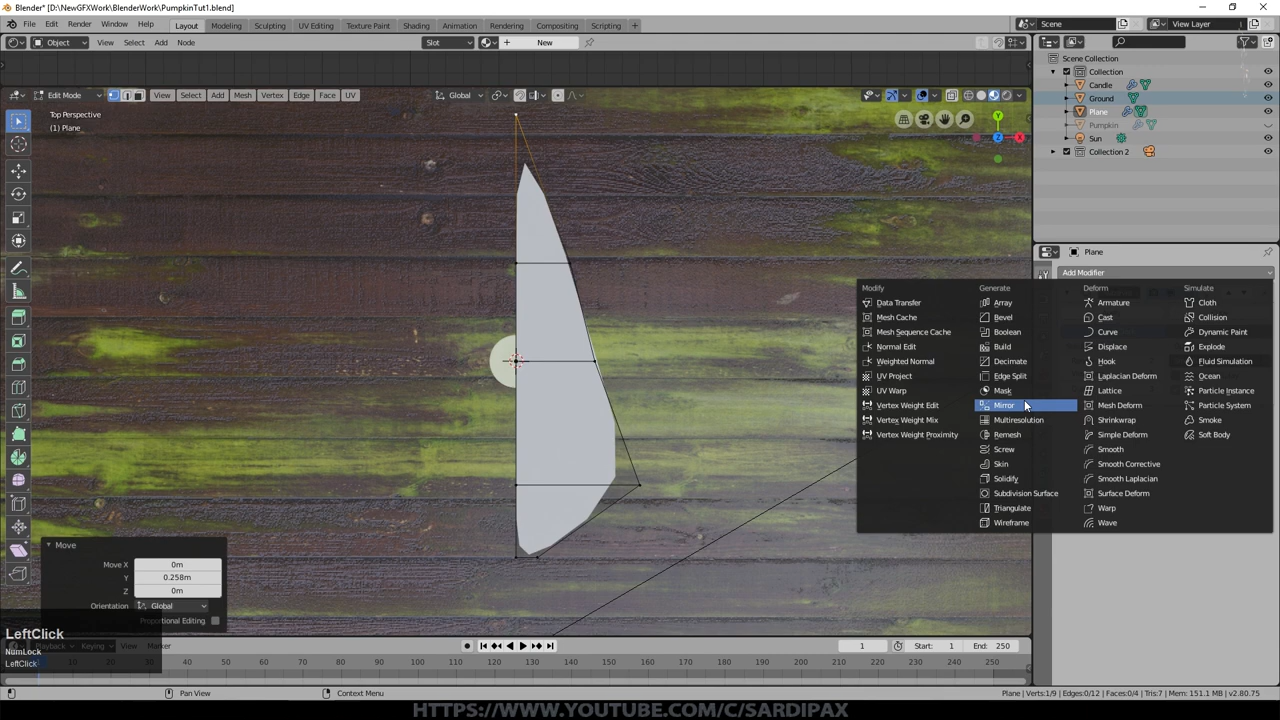 Blender* [D:\NewGFXWork\BlenderWork\PumpkinTut1.blend]
File Edit Render Window Help Layout Modeling Sculpting UV Editing Texture Paint Shading Animation Rendering Compositing Scripting + Scene View Layer
Object View Select Add Node Slot New
Edit Mode View Select Add Mesh Vertex Edge Face UV Global
Top Perspective
(1) Plane
Scene Collection
Collection
Candle
Ground
Plane
Pumpkin
Sun
Collection 2
Plane
Add Modifier
Modify Generate Deform Simulate
Data Transfer Array Armature Cloth
Mesh Cache Bevel Cast Collision
Mesh Sequence Cache Boolean Curve Dynamic Paint
Normal Edit Build Displace Explode
Weighted Normal Decimate Hook Fluid Simulation
UV Project Edge Split Laplacian Deform Ocean
UV Warp Mask Lattice Particle Instance
Vertex Weight Edit Mirror Mesh Deform Particle System
Vertex Weight Mix Multiresolution Shrinkwrap Smoke
Vertex Weight Proximity Remesh Simple Deform Soft Body
Screw Smooth
Skin Smooth Corrective
Solidify Smooth Laplacian
Subdivision Surface Surface Deform
Triangulate Warp
Wireframe Wave
Move
Move X 0m
Y 0.258m
Z 0m
Orientation Global
Proportional Editing
LeftClick
NumLock
LeftClick
Playback Keying View Marker 1 Start: 1 End: 250
10 20 30 40 50 60 70 80 90 100 110 120 130 140 150 160 170 180 190 200 210 220 230 240 250
Pan View Context Menu Plane | Verts:1/9 | Edges:0/12 | Faces:0/4 | Tris:7 | Mem: 151.1 MB | v2.80.75
HTTPS://WWW.YOUTUBE.COM/C/SARDIPAX